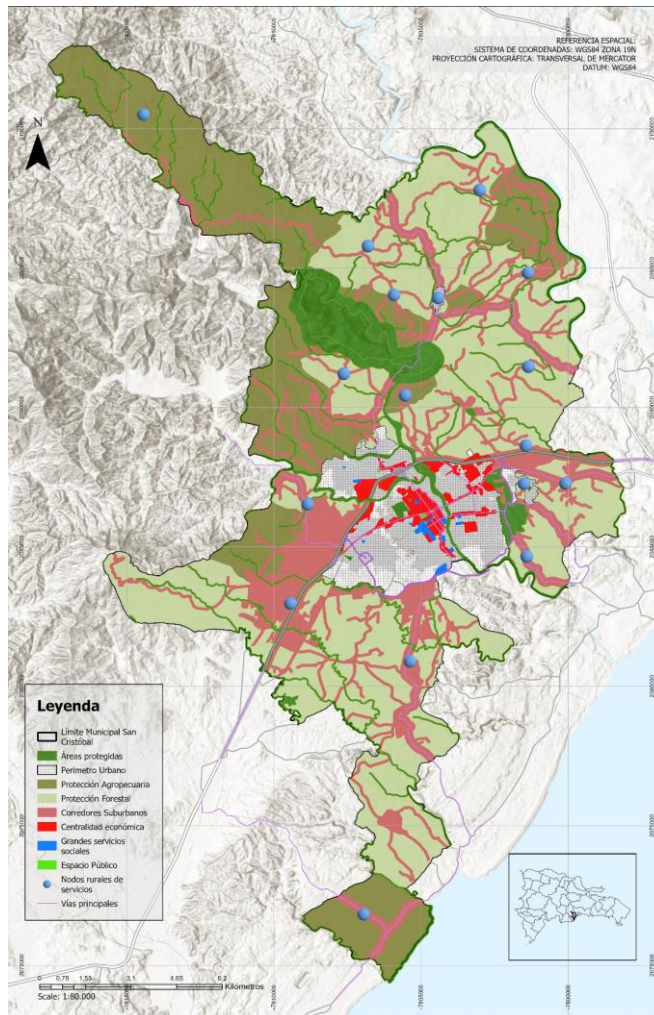 REFERENCIA ESPACIAL:
SISTEMA DE COORDENADAS: WGS84 ZONA 19N
PROYECCIÓN CARTOGRÁFICA: TRANSVERSAL DE MERCATOR
DATUM: WGS84
N
Leyenda
Límite Municipal San
Cristóbal
Áreas protegidas
Perimetro Urbano
Protección Agropecuaria
Protección Forestal
Corredores Suburbanos
Centralidad económica
Grandes servicios
sociales
Espacio Público
Nodos rurales de
servicios
Vías principales
0 0,78 1,55 3,1 4,65 6,2
Kilómetros
Scale: 1:80.000